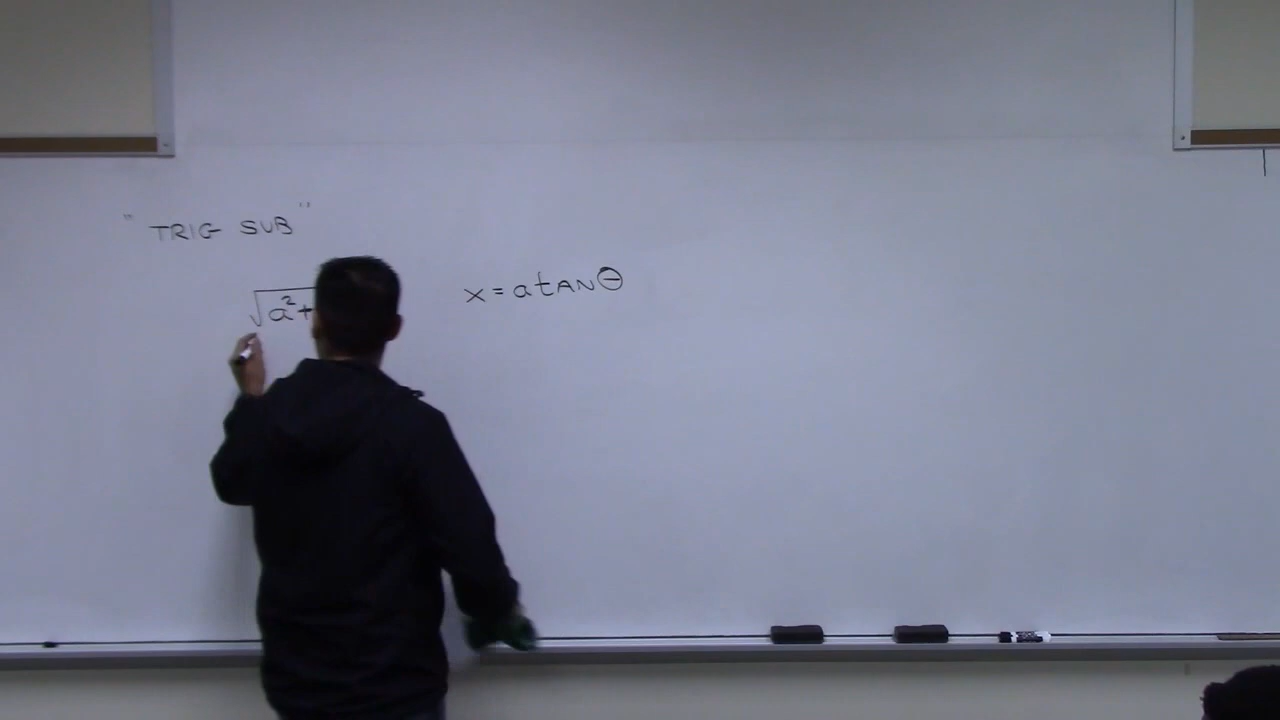 "TRIG SUB"
√a²+ x = a tan Θ